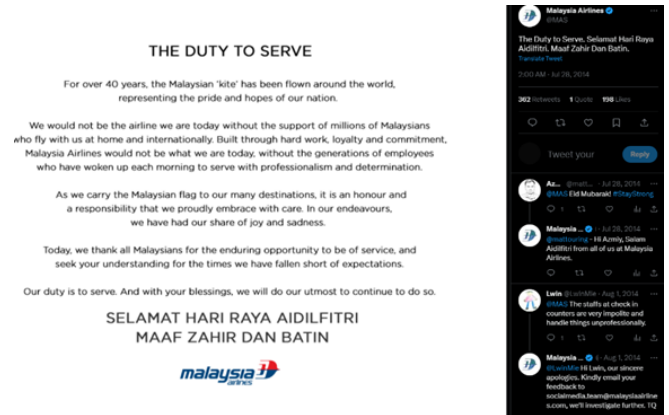 THE DUTY TO SERVE
For over 40 years, the Malaysian 'kite' has been flown around the world,
representing the pride and hopes of our nation.
We would not be the airline we are today without the support of millions of Malaysians
who fly with us at home and internationally. Built through hard work, loyalty and commitment,
Malaysia Airlines would not be what we are today, without the generations of employees
who have woken up each morning to serve with professionalism and determination.
As we carry the Malaysian flag to our many destinations, it is an honour and
a responsibility that we proudly embrace with care. In our endeavours,
we have had our share of joy and sadness.
Today, we thank all Malaysians for the enduring opportunity to be of service, and
seek your understanding for the times we have fallen short of expectations.
Our duty is to serve. And with your blessings, we will do our utmost to continue to do so.
SELAMAT HARI RAYA AIDILFITRI
MAAF ZAHIR DAN BATIN
malaysia
airlines
Malaysia Airlines
@MAS
The Duty to Serve. Selamat Hari Raya
Aidilfitri. Maaf Zahir Dan Batin.
Translate Tweet
2:00 AM · Jul 28, 2014
362 Retweets 1 Quote 198 Likes
Tweet your
Reply
Az... @matt... · Jul 28, 2014
@MAS Eid Mubarak! #StayStrong
1
Malaysia ... · Jul 28, 2014
@mattouring - Hi Azmiy, Salam
Aidilfitri from all of us at Malaysia
Airlines.
Lwin @LwinMie · Aug 1, 2014
@MAS The staffs at check in
counters are very impolite and
handle things unprofessionally.
1
Malaysia ... · Aug 1, 2014
@LwinMie Hi Lwin, our sincere
apologies. Kindly email your
feedback to
socialmedia.team@malaysiaairline
s.com, we'll investigate further. TQ